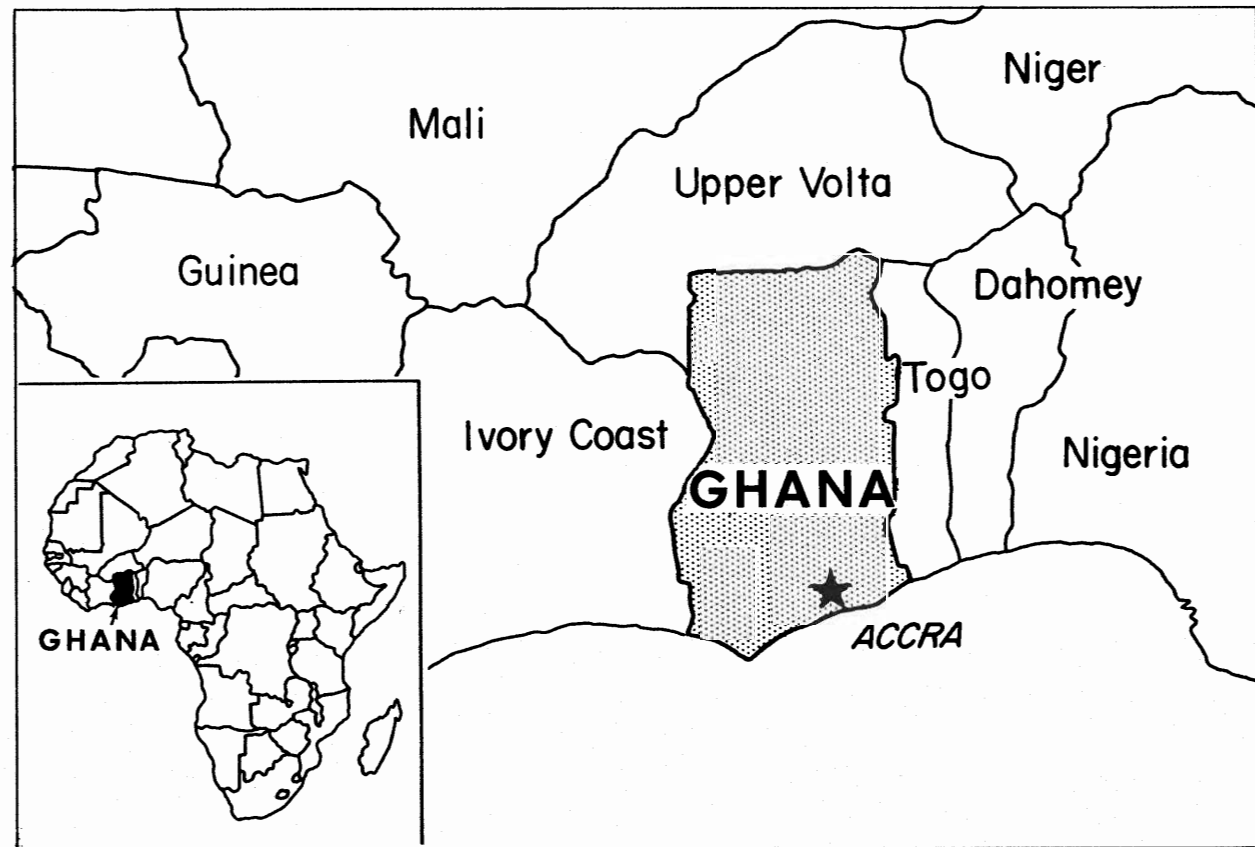 Niger
Mali
Upper Volta
Guinea
Dahomey
Togo
Ivory Coast
Nigeria
GHANA
ACCRA
GHANA